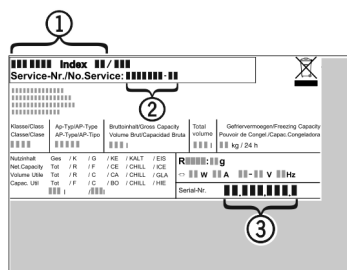 1
Index /
Service-Nr./No.Service: -
2
Klasse/Class Ap-Typ/AP-Type Bruttoinhalt/Gross Capacity Total Gefriervermoegen/Freezing Capacity
Classe/Clase AP-Type/AP-Tipo Volume Brut/Capacidad Bruta volume Pouvoir de Congel./Capac.Congeladora
l l kg / 24 h
Nutzinhalt Ges / K / G / KE / KALT / EIS
Net.Capacity Tot / R / F / CE / CHILL / ICE
Volume Utile Tot / R / C / CA / CHILL / GLA
Capac. Util Tot / F / C / BO / CHILL / HIE
l / l
R : g
W A - V Hz
Serial-Nr. . . .
3